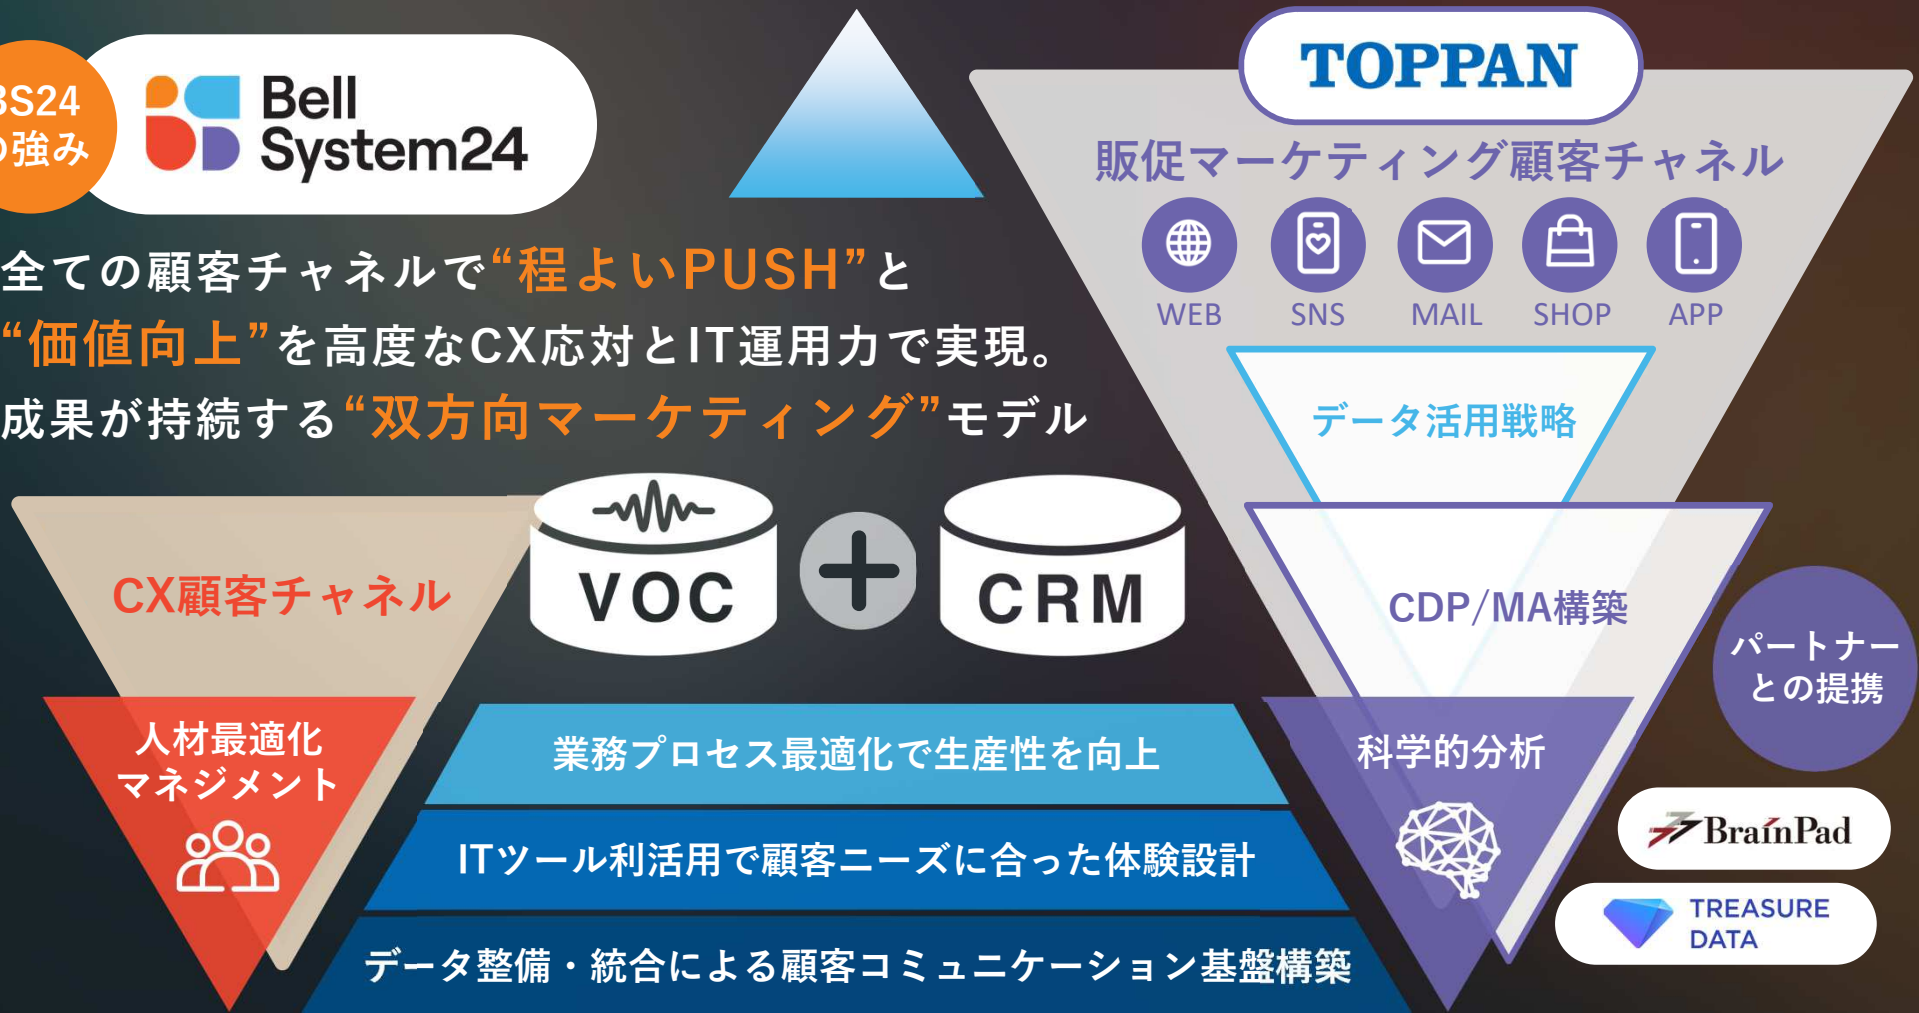 BS24
の強み
Bell
System24
全ての顧客チャネルで“程よいPUSH”と
“価値向上”を高度なCX応対とIT運用力で実現。
成果が持続する“双方向マーケティング”モデル
TOPPAN
販促マーケティング顧客チャネル
WEB SNS MAIL SHOP APP
データ活用戦略
CDP/MA構築
科学的分析
パートナー
との提携
BrainPad
TREASURE
DATA
CX顧客チャネル
人材最適化
マネジメント
VOC
CRM
業務プロセス最適化で生産性を向上
ITツール利活用で顧客ニーズに合った体験設計
データ整備・統合による顧客コミュニケーション基盤構築